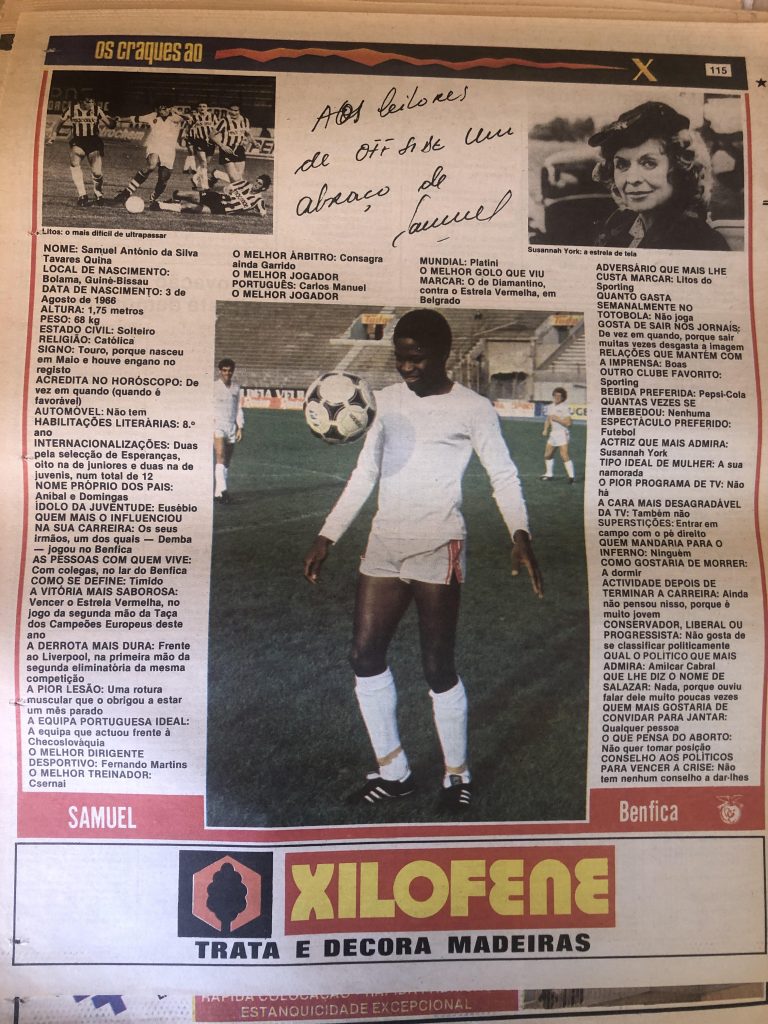 os craques ao
X
115
AOS leitores
de OFF SIDE um
abraço de
Samuel
Litos: o mais difícil de ultrapassar
Susannah York: a estrela de tela
NOME: Samuel António da Silva
Tavares Quina
LOCAL DE NASCIMENTO:
Bolama, Guiné-Bissau
DATA DE NASCIMENTO: 3 de
Agosto de 1966
ALTURA: 1,75 metros
PESO: 68 kg
ESTADO CIVIL: Solteiro
RELIGIÃO: Católica
SIGNO: Touro, porque nasceu
em Maio e houve engano no
registo
ACREDITA NO HORÓSCOPO: De
vez em quando (quando é
favorável)
AUTOMÓVEL: Não tem
HABILITAÇÕES LITERÁRIAS: 8.º
ano
INTERNACIONALIZAÇÕES: Duas
pela selecção de Esperanças,
oito na de juniores e duas na de
juvenis, num total de 12
NOME PRÓPRIO DOS PAIS:
Aníbal e Domingas
ÍDOLO DA JUVENTUDE: Eusébio
QUEM MAIS O INFLUENCIOU
NA SUA CARREIRA: Os seus
irmãos, um dos quais — Demba
— jogou no Benfica
AS PESSOAS COM QUEM VIVE:
Com colegas, no lar do Benfica
COMO SE DEFINE: Tímido
A VITÓRIA MAIS SABOROSA:
Vencer o Estrela Vermelha, no
jogo da segunda mão da Taça
dos Campeões Europeus deste
ano
A DERROTA MAIS DURA: Frente
ao Liverpool, na primeira mão da
segunda eliminatória da mesma
competição
A PIOR LESÃO: Uma rotura
muscular que o obrigou a estar
um mês parado
A EQUIPA PORTUGUESA IDEAL:
A equipa que actuou frente à
Checoslováquia
O MELHOR DIRIGENTE
DESPORTIVO: Fernando Martins
O MELHOR TREINADOR:
Csernai
O MELHOR ÁRBITRO: Consagra
ainda Garrido
O MELHOR JOGADOR
PORTUGUÊS: Carlos Manuel
O MELHOR JOGADOR
MUNDIAL: Platini
O MELHOR GOLO QUE VIU
MARCAR: O de Diamantino,
contra o Estrela Vermelha, em
Belgrado
ADVERSÁRIO QUE MAIS LHE
CUSTA MARCAR: Litos do
Sporting
QUANTO GASTA
SEMANALMENTE NO
TOTOBOLA: Não joga
GOSTA DE SAIR NOS JORNAIS:
De vez em quando, porque sair
muitas vezes desgasta a imagem
RELAÇÕES QUE MANTÉM COM
A IMPRENSA: Boas
OUTRO CLUBE FAVORITO:
Sporting
BEBIDA PREFERIDA: Pepsi-Cola
QUANTAS VEZES SE
EMBEBEDOU: Nenhuma
ESPECTÁCULO PREFERIDO:
Futebol
ACTRIZ QUE MAIS ADMIRA:
Susannah York
TIPO IDEAL DE MULHER: A sua
namorada
O PIOR PROGRAMA DE TV: Não
há
A CARA MAIS DESAGRADÁVEL
DA TV: Também não
SUPERSTIÇÕES: Entrar em
campo com o pé direito
QUEM MANDARIA PARA O
INFERNO: Ninguém
COMO GOSTARIA DE MORRER:
A dormir
ACTIVIDADE DEPOIS DE
TERMINAR A CARREIRA: Ainda
não pensou nisso, porque é
muito jovem
CONSERVADOR, LIBERAL OU
PROGRESSISTA: Não gosta de
se classificar politicamente
QUAL O POLÍTICO QUE MAIS
ADMIRA: Amílcar Cabral
QUE LHE DIZ O NOME DE
SALAZAR: Nada, porque ouviu
falar dele muito poucas vezes
QUEM MAIS GOSTARIA DE
CONVIDAR PARA JANTAR:
Qualquer pessoa
O QUE PENSA DO ABORTO:
Não quer tomar posição
CONSELHO AOS POLÍTICOS
PARA VENCER A CRISE: Não
tem nenhum conselho a dar-lhes
SAMUEL
Benfica
XILOFENE
TRATA E DECORA MADEIRAS
ESTANQUICIDADE EXCEPCIONAL